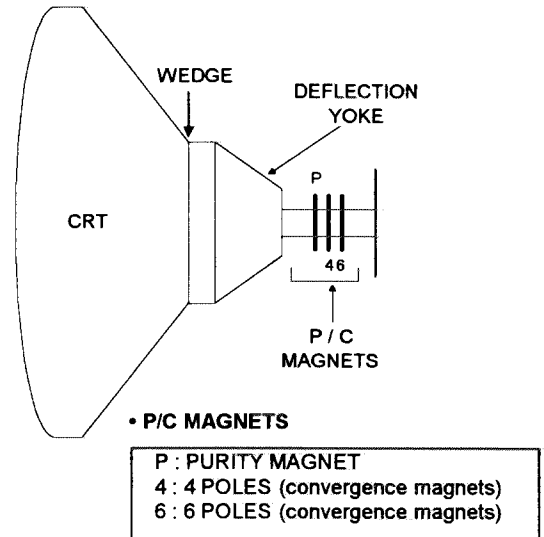 WEDGE
DEFLECTION
YOKE
P
CRT
46
P / C
MAGNETS
• P/C MAGNETS
P : PURITY MAGNET
4 : 4 POLES (convergence magnets)
6 : 6 POLES (convergence magnets)